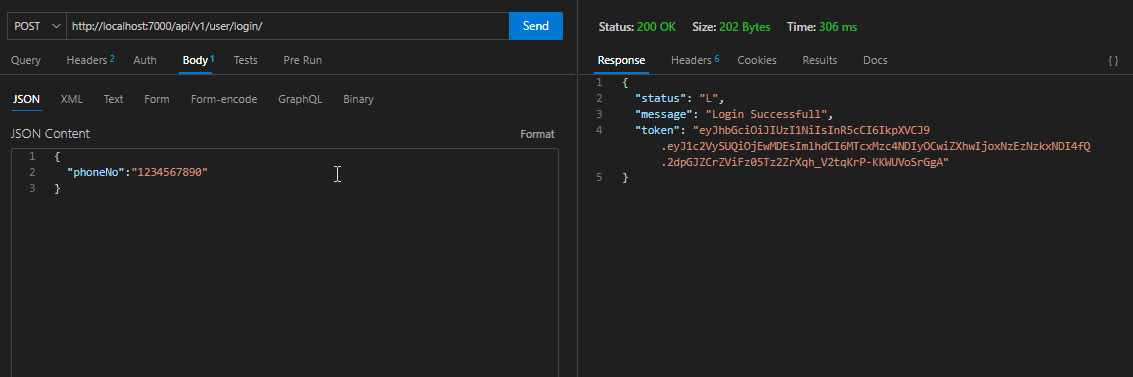 POST http://localhost:7000/api/v1/user/login/ Send
Query Headers 2 Auth Body 1 Tests Pre Run
JSON XML Text Form Form-encode GraphQL Binary
JSON Content Format
1 {
2 "phoneNo":"1234567890"
3 }
Status: 200 OK Size: 202 Bytes Time: 306 ms
Response Headers 6 Cookies Results Docs { }
1 {
2 "status": "L",
3 "message": "Login Successfull",
4 "token": "eyJhbGciOiJIUzI1NiIsInR5cCI6IkpXVCJ9
.eyJ1c2VySUQiOjEwMDEsImlhdCI6MTcxMzc4NDIyOCwiZXhwIjoxNzEzNzkxNDI4fQ
.2dpGJZCrZViFz05Tz2ZrXqh_V2tqKrP-KKWUVoSrGgA"
5 }